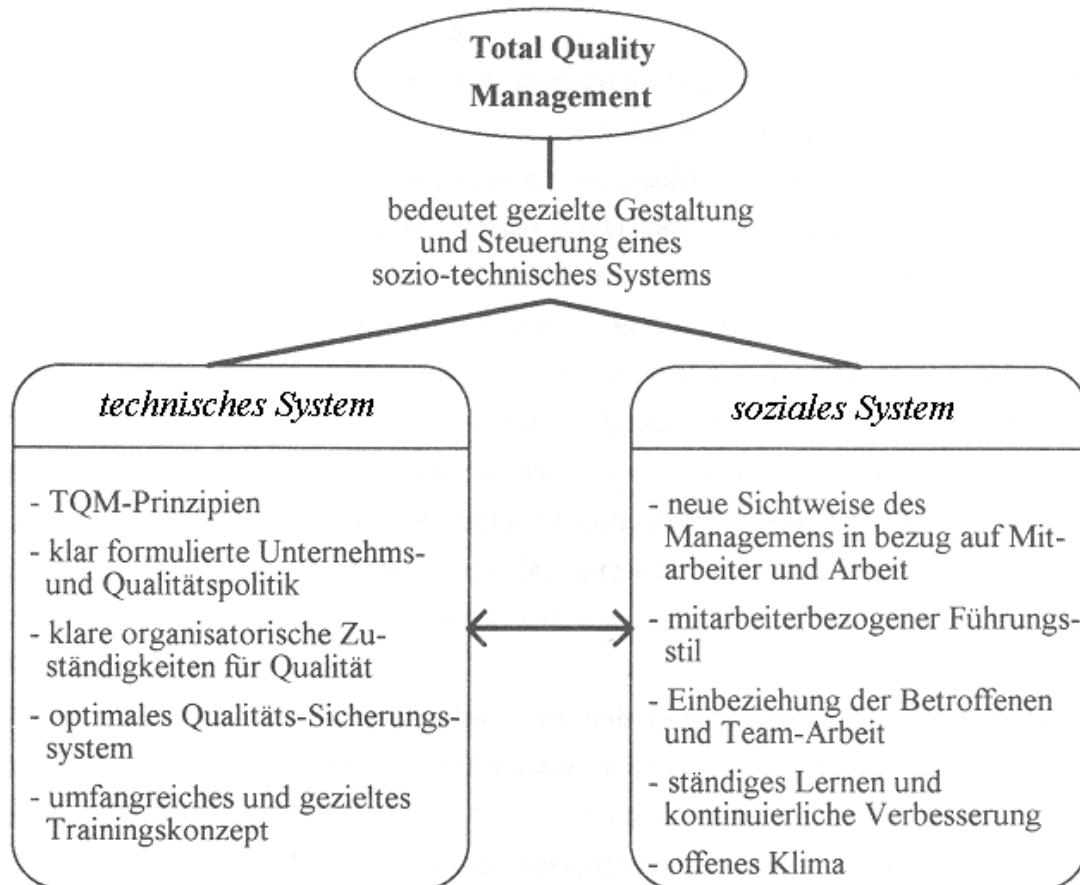 Total Quality
Management
bedeutet gezielte Gestaltung
und Steuerung eines
sozio-technisches Systems
technisches System
- TQM-Prinzipien
- klar formulierte Unternehms-
und Qualitätspolitik
- klare organisatorische Zu-
ständigkeiten für Qualität
- optimales Qualitäts-Sicherungs-
system
- umfangreiches und gezieltes
Trainingskonzept
soziales System
- neue Sichtweise des
Managemens in bezug auf Mit-
arbeiter und Arbeit
- mitarbeiterbezogener Führungs-
stil
- Einbeziehung der Betroffenen
und Team-Arbeit
- ständiges Lernen und
kontinuierliche Verbesserung
- offenes Klima